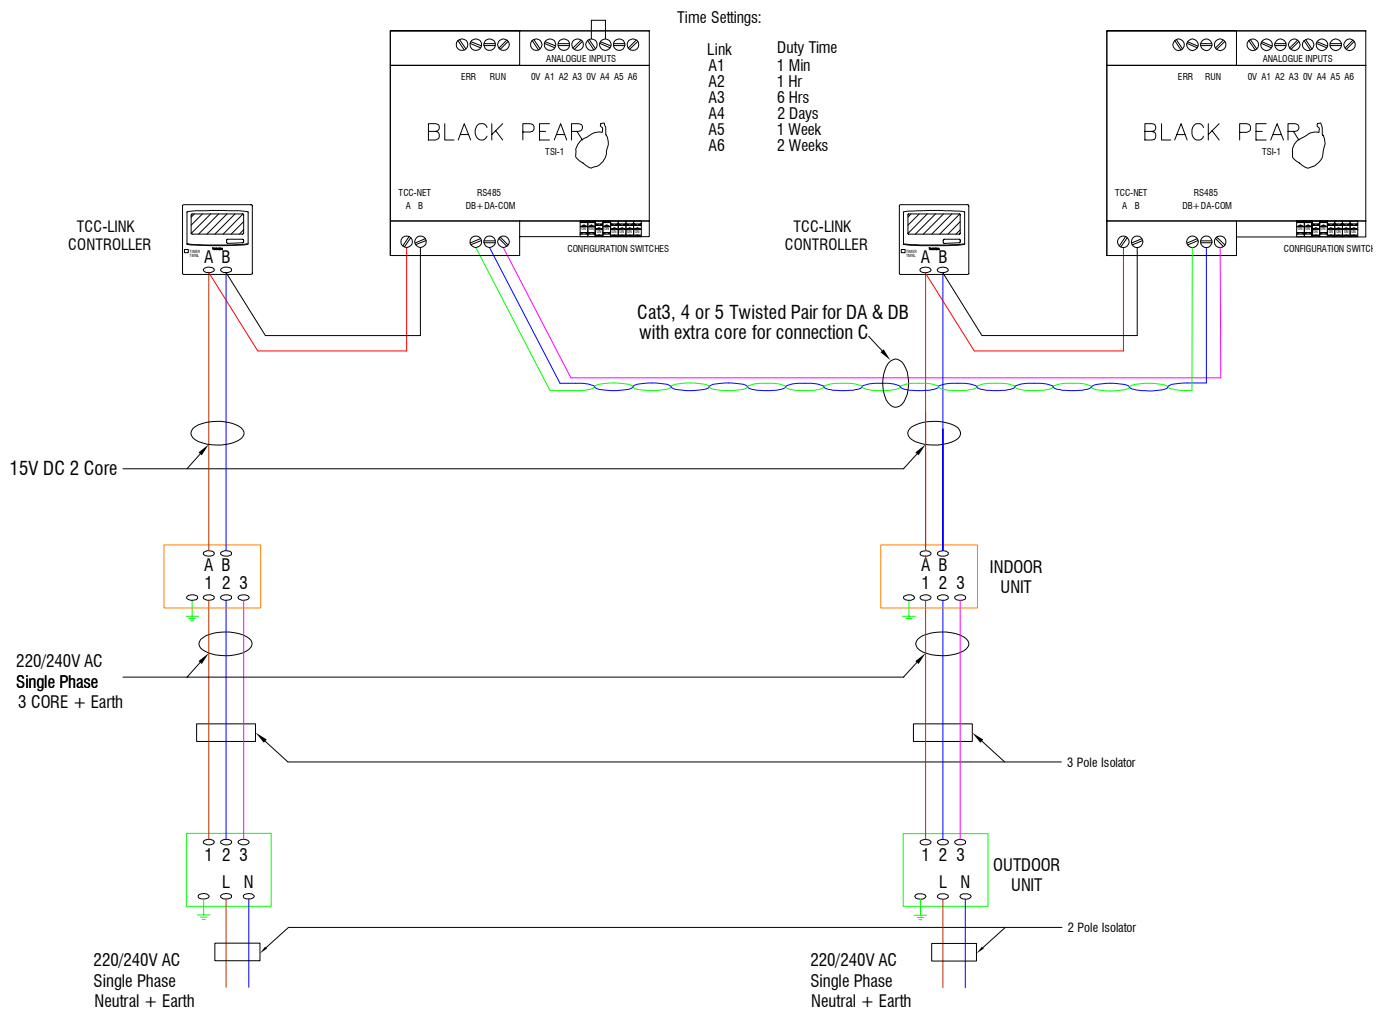 Time Settings:
Link Duty Time
A1 1 Min
A2 1 Hr
A3 6 Hrs
A4 2 Days
A5 1 Week
A6 2 Weeks
ANALOGUE INPUTS
ERR RUN 0V A1 A2 A3 0V A4 A5 A6
BLACK PEAR
TSI-1
TCC-NET RS485
A B DB+DA-COM
CONFIGURATION SWITCHES
ANALOGUE INPUTS
ERR RUN 0V A1 A2 A3 0V A4 A5 A6
BLACK PEAR
TSI-1
TCC-NET RS485
A B DB+DA-COM
CONFIGURATION SWITCH
TCC-LINK
CONTROLLER
A B
TCC-LINK
CONTROLLER
A B
Cat3, 4 or 5 Twisted Pair for DA & DB
with extra core for connection C
15V DC 2 Core
A B
1 2 3
A B
1 2 3
INDOOR
UNIT
220/240V AC
Single Phase
3 CORE + Earth
3 Pole Isolator
1 2 3
L N
1 2 3
L N
OUTDOOR
UNIT
2 Pole Isolator
220/240V AC
Single Phase
Neutral + Earth
220/240V AC
Single Phase
Neutral + Earth